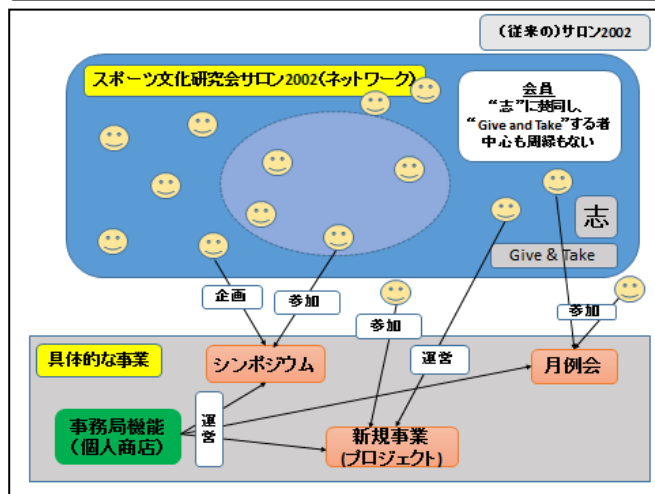 (従来の)サロン2002
スポーツ文化研究会サロン2002(ネットワーク)
会員
“志”に共同し、
“Give and Take”する者
中心も周縁もない
志
Give & Take
企画
参加
参加
運営
参加
具体的な事業
シンポジウム
月例会
事務局機能
(個人商店)
運営
新規事業
(プロジェクト)